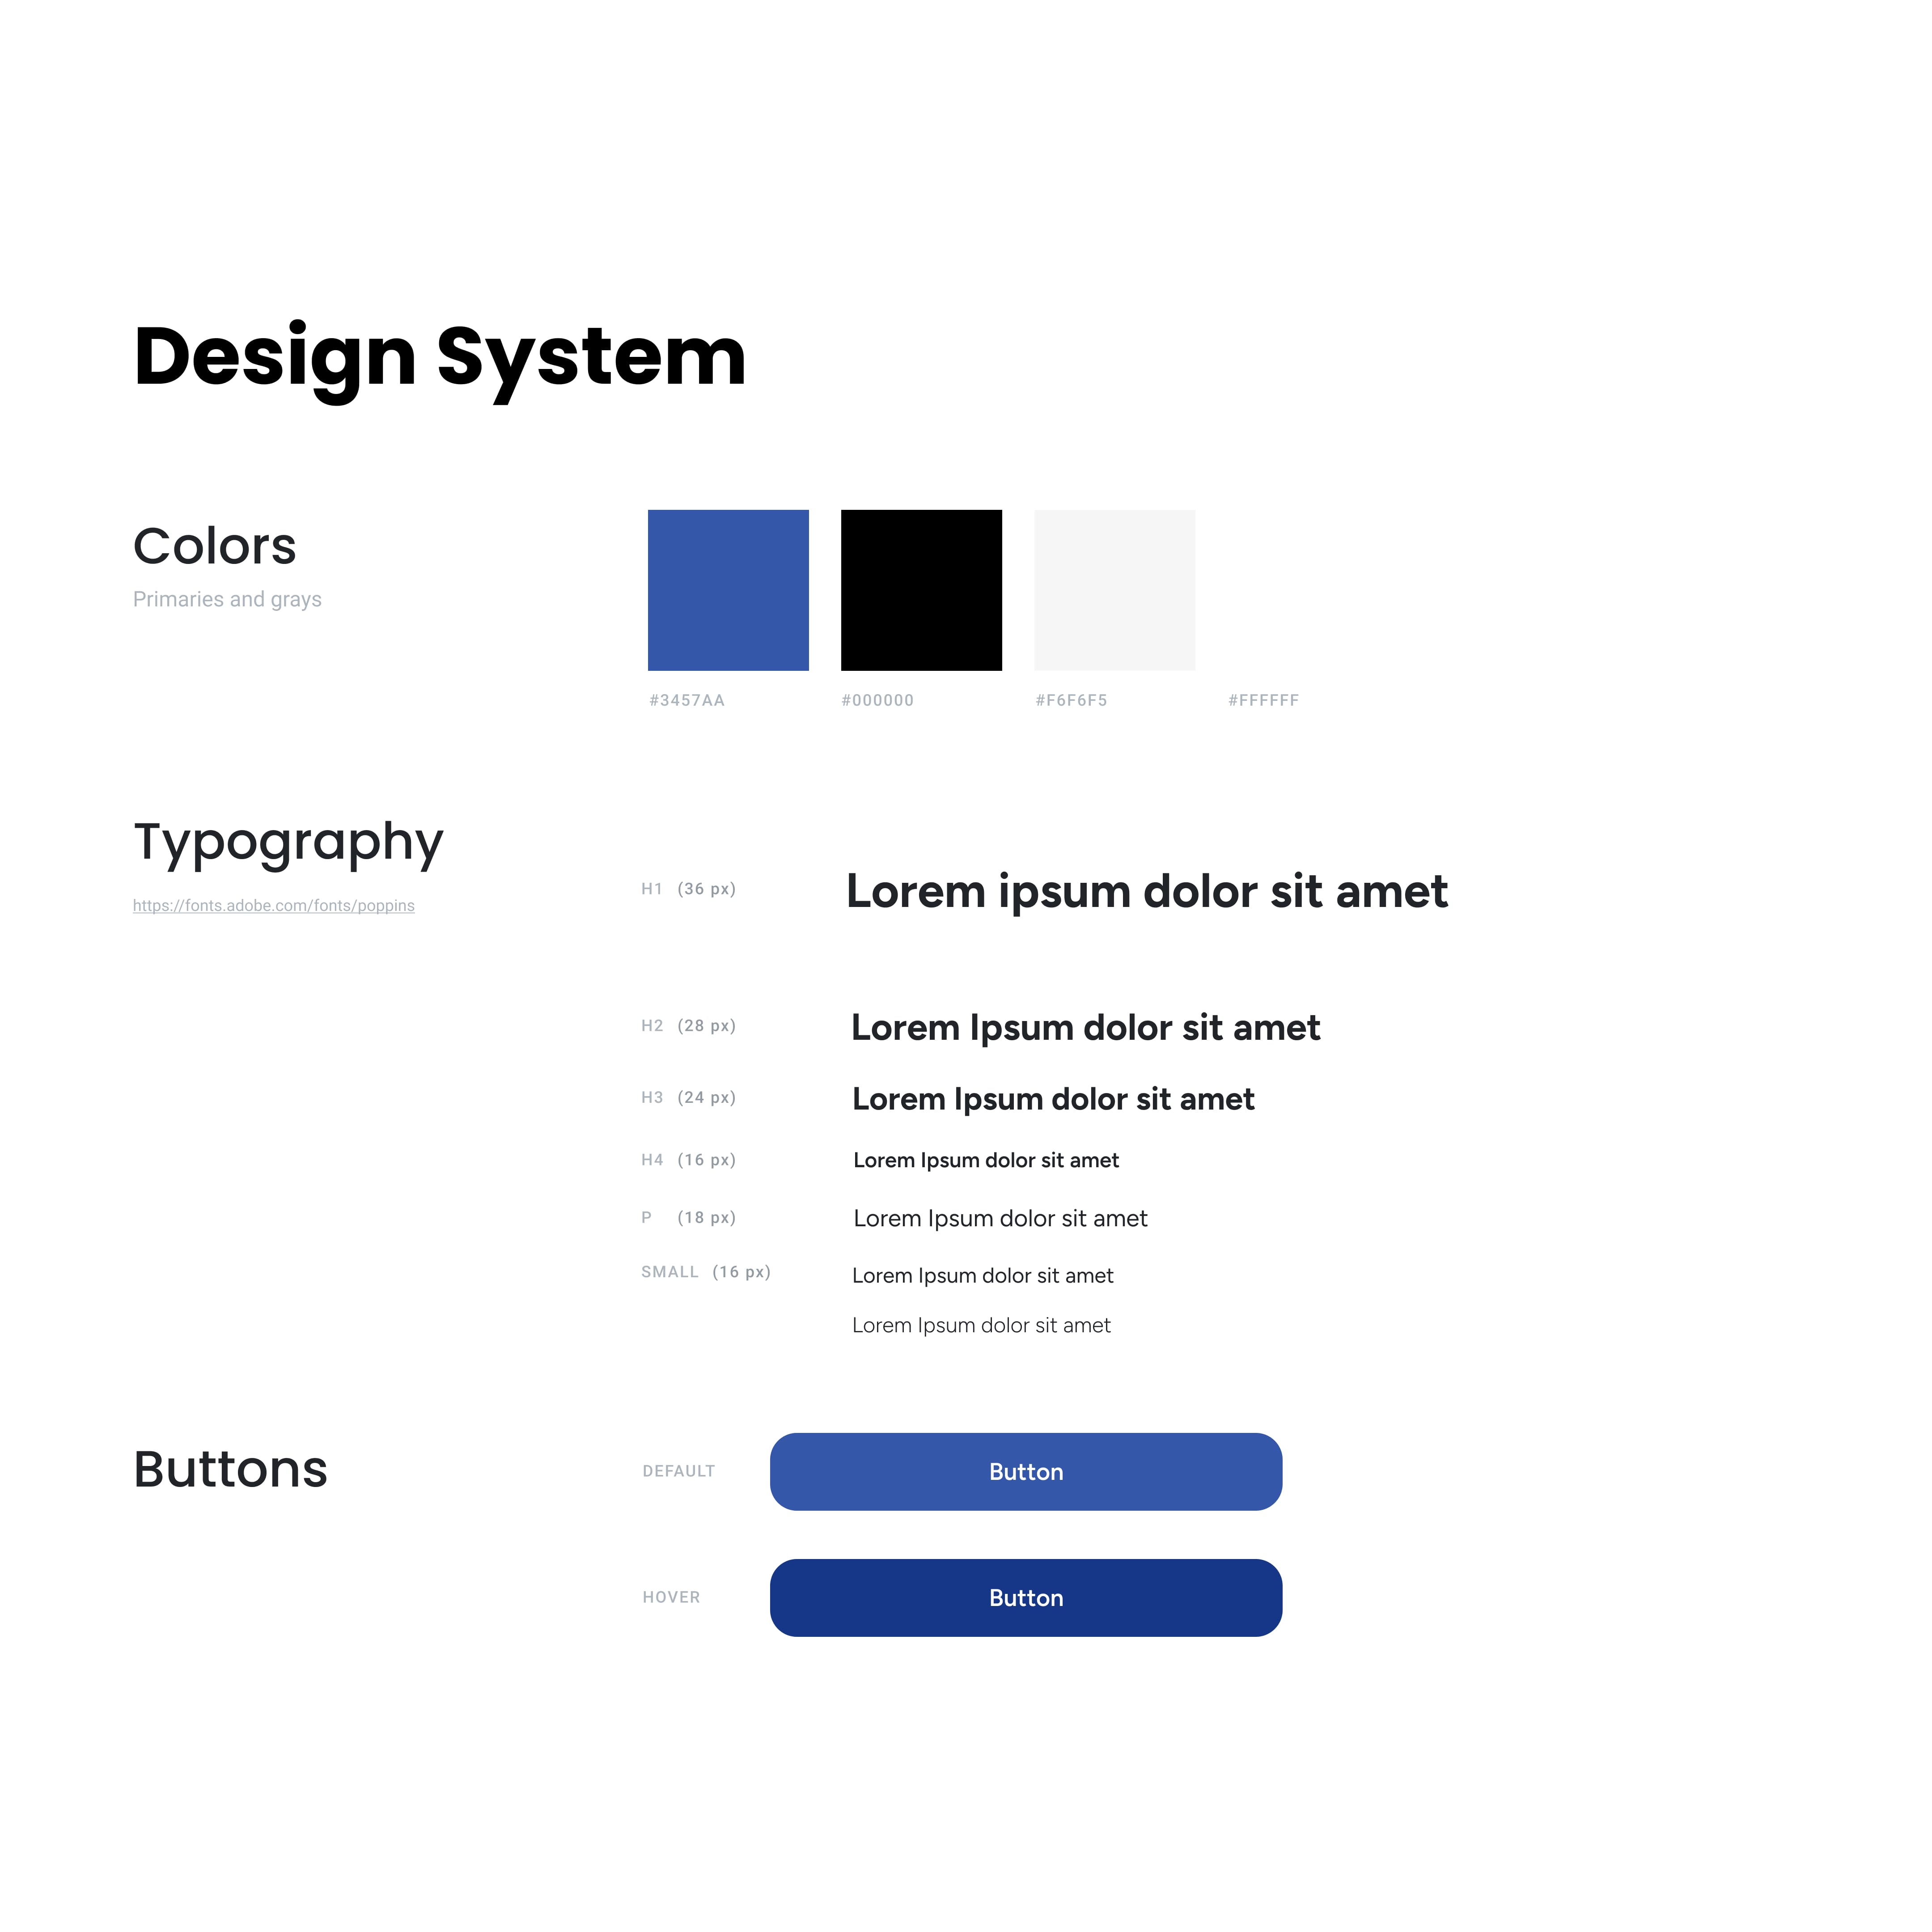 Design System
Colors
Primaries and grays
#3457AA
#000000
#F6F6F5
#FFFFFF
Typography
https://fonts.adobe.com/fonts/poppins
H1 (36 px) Lorem ipsum dolor sit amet
H2 (28 px) Lorem Ipsum dolor sit amet
H3 (24 px) Lorem Ipsum dolor sit amet
H4 (16 px) Lorem Ipsum dolor sit amet
P (18 px) Lorem Ipsum dolor sit amet
SMALL (16 px) Lorem Ipsum dolor sit amet
Lorem Ipsum dolor sit amet
Buttons
DEFAULT Button
HOVER Button